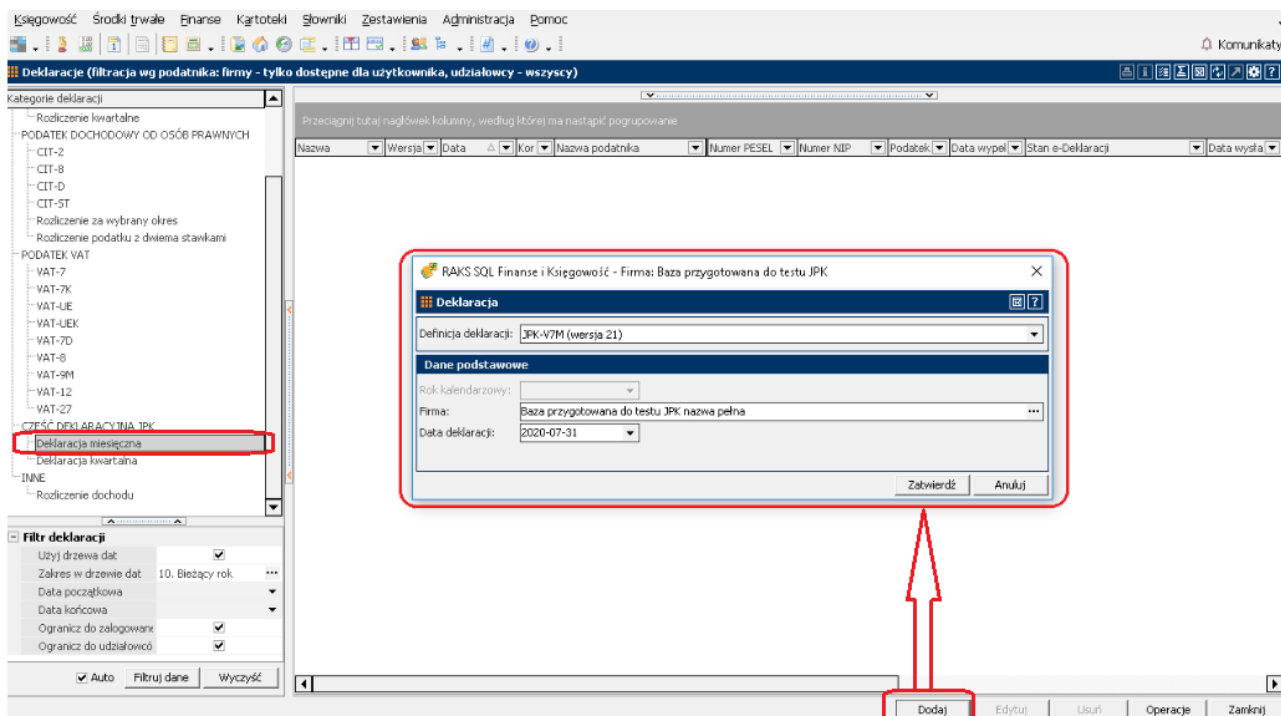 Księgowość Środki trwałe Finanse Kartoteki Słowniki Zestawienia Administracja Pomoc
Komunikaty
Deklaracje (filtracja wg podatnika: firmy - tylko dostępne dla użytkownika, udziałowcy - wszyscy)
Kategorie deklaracji
Rozliczenie kwartalne
PODATEK DOCHODOWY OD OSÓB PRAWNYCH
CIT-2
CIT-8
CIT-D
CIT-ST
Rozliczenie za wybrany okres
Rozliczenie podatku z dwiema stawkami
PODATEK VAT
VAT-7
VAT-7K
VAT-UE
VAT-UEK
VAT-7D
VAT-8
VAT-9M
VAT-12
VAT-27
CZĘŚĆ DEKLARACYJNA JPK
Deklaracja miesięczna
Deklaracja kwartalna
INNE
Rozliczenie dochodu
Filtr deklaracji
Użyj drzewa dat
Zakres w drzewie dat 10. Bieżący rok ...
Data początkowa
Data końcowa
Ogranicz do zalogowane
Ogranicz do udziałowcó
Auto Filtruj dane Wyczyść
Przeciągnij tutaj nagłówek kolumny, według której ma nastąpić pogrupowanie
Nazwa Wersja Data Kor Nazwa podatnika Numer PESEL Numer NIP Podatek Data wypeł Stan e-Deklaracji Data wysła
RAKS SQL Finanse i Księgowość - Firma: Baza przygotowana do testu JPK
Deklaracja
Definicja deklaracji: JPK-V7M (wersja 21)
Dane podstawowe
Rok kalendarzowy:
Firma: Baza przygotowana do testu JPK nazwa pełna ...
Data deklaracji: 2020-07-31
Zatwierdź Anuluj
Dodaj Edytuj Usuń Operacje Zamknij